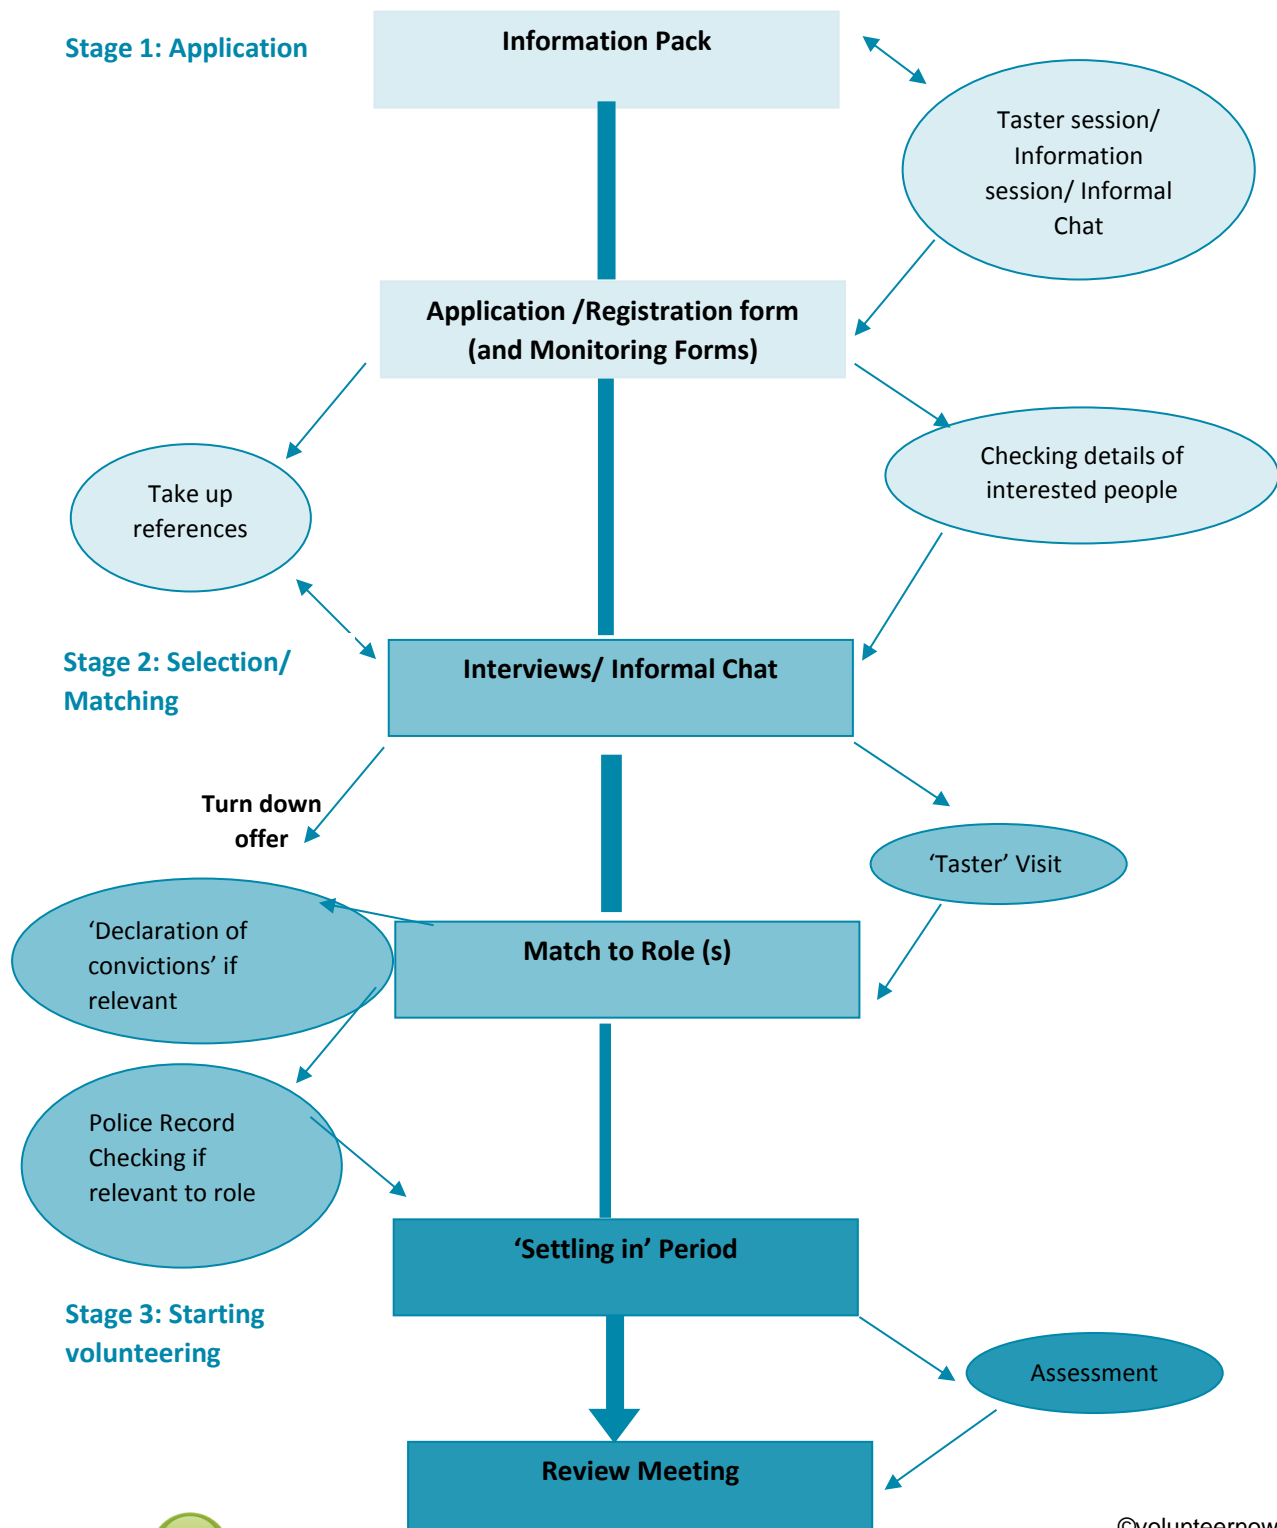 Stage 1: Application
Information Pack
Taster session/
Information
session/ Informal
Chat
Application /Registration form
(and Monitoring Forms)
Take up
references
Checking details of
interested people
Stage 2: Selection/
Matching
Interviews/ Informal Chat
Turn down
offer
‘Taster’ Visit
‘Declaration of
convictions’ if
relevant
Match to Role (s)
Police Record
Checking if
relevant to role
‘Settling in’ Period
Stage 3: Starting
volunteering
Assessment
Review Meeting
©volunteernow